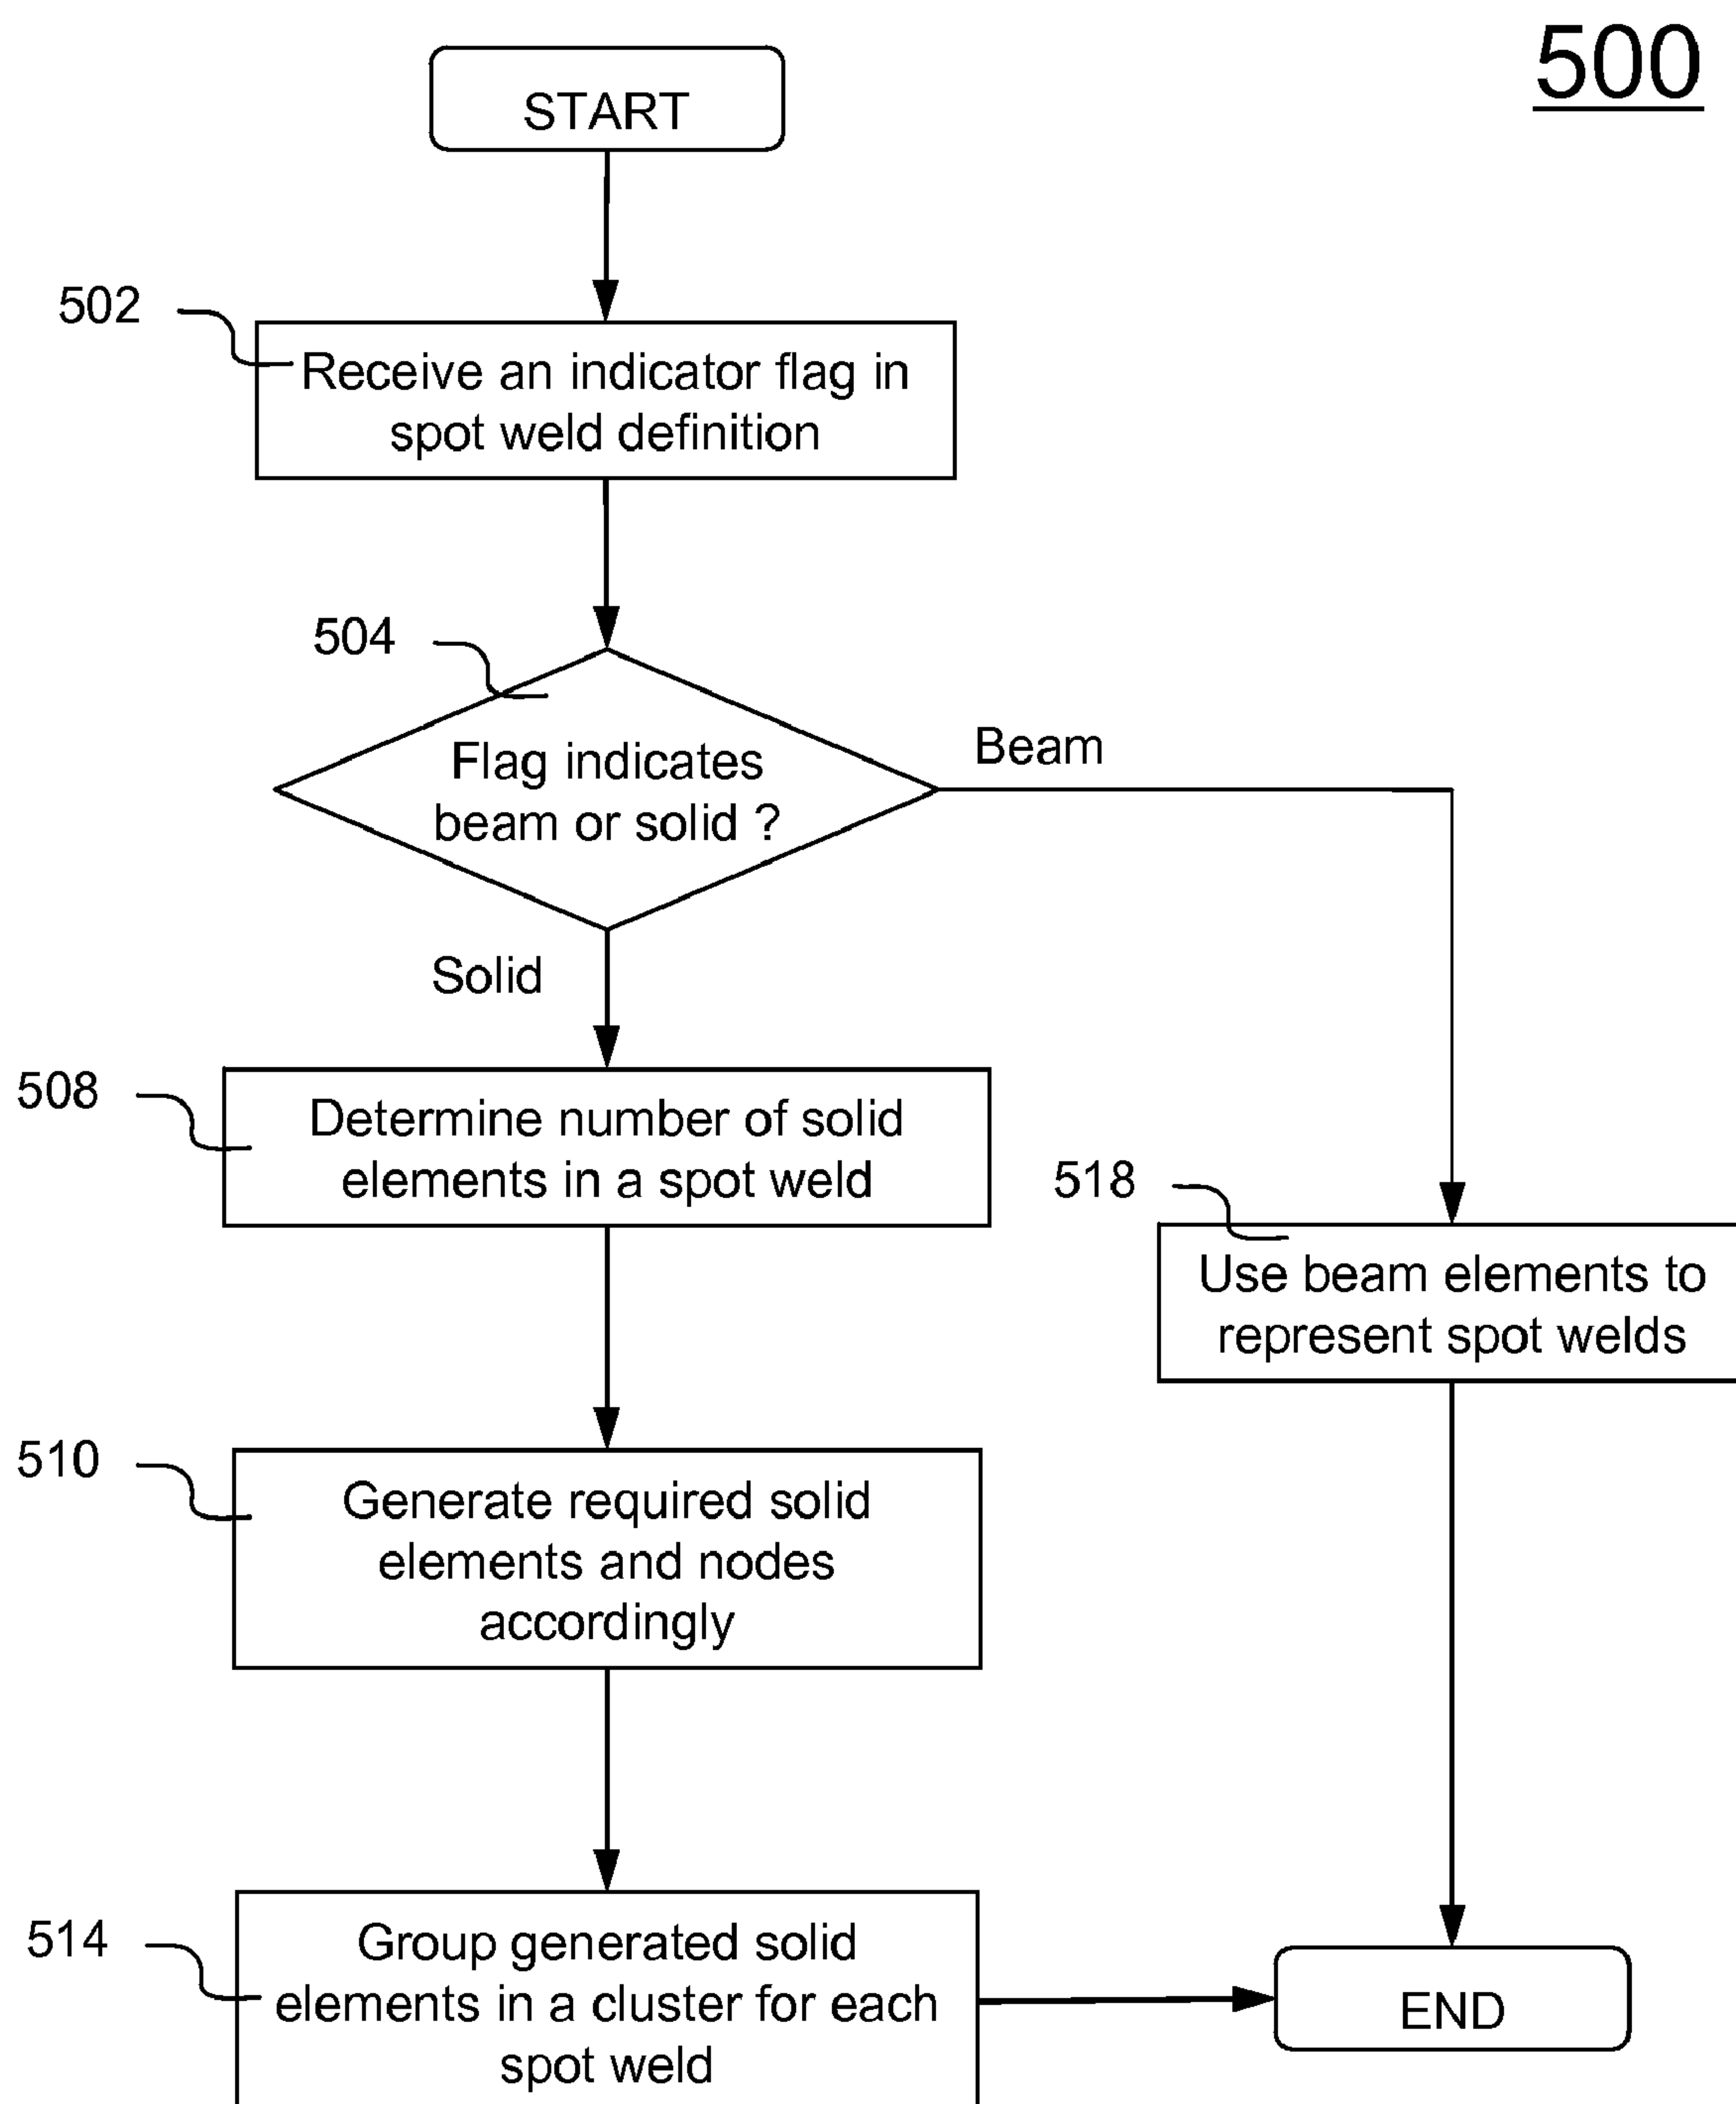 500
START
502
Receive an indicator flag in
spot weld definition
504
Flag indicates
beam or solid ?
Beam
Solid
508
Determine number of solid
elements in a spot weld
518
Use beam elements to
represent spot welds
510
Generate required solid
elements and nodes
accordingly
514
Group generated solid
elements in a cluster for each
spot weld
END